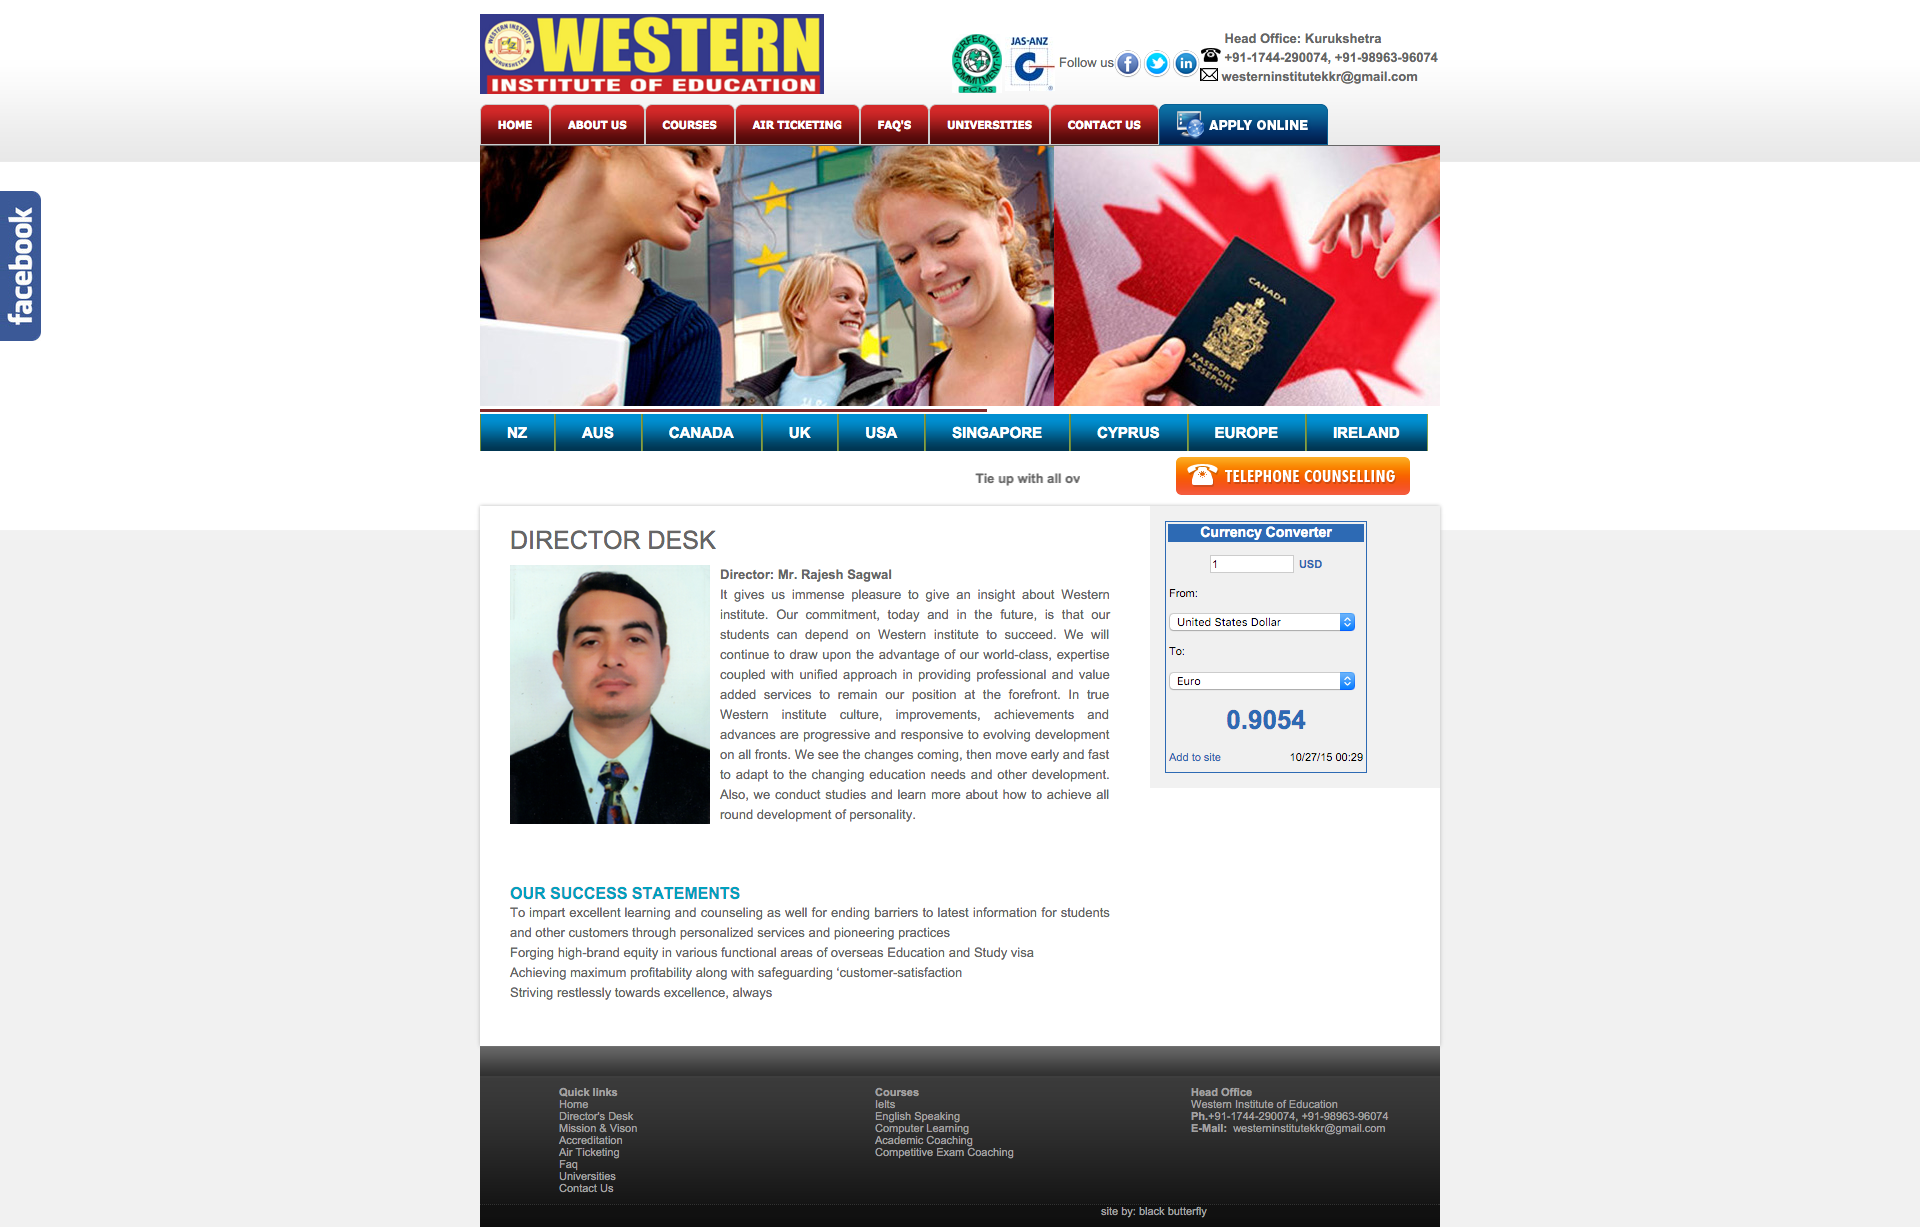 WESTERN INSTITUTE
KURUKSHETRA
WESTERN
INSTITUTE OF EDUCATION
PERFECTION
COMMITMENT
PCMS
JAS-ANZ
Follow us
Head Office: Kurukshetra
+91-1744-290074, +91-98963-96074
westerninstitutekkr@gmail.com
HOME ABOUT US COURSES AIR TICKETING FAQ'S UNIVERSITIES CONTACT US APPLY ONLINE
facebook
CANADA
PASSPORT
PASSEPORT
NZ AUS CANADA UK USA SINGAPORE CYPRUS EUROPE IRELAND
Tie up with all ov
TELEPHONE COUNSELLING
DIRECTOR DESK
Director: Mr. Rajesh Sagwal
It gives us immense pleasure to give an insight about Western
institute. Our commitment, today and in the future, is that our
students can depend on Western institute to succeed. We will
continue to draw upon the advantage of our world-class, expertise
coupled with unified approach in providing professional and value
added services to remain our position at the forefront. In true
Western institute culture, improvements, achievements and
advances are progressive and responsive to evolving development
on all fronts. We see the changes coming, then move early and fast
to adapt to the changing education needs and other development.
Also, we conduct studies and learn more about how to achieve all
round development of personality.
Currency Converter
1 USD
From:
United States Dollar
To:
Euro
0.9054
Add to site 10/27/15 00:29
OUR SUCCESS STATEMENTS
To impart excellent learning and counseling as well for ending barriers to latest information for students
and other customers through personalized services and pioneering practices
Forging high-brand equity in various functional areas of overseas Education and Study visa
Achieving maximum profitability along with safeguarding ‘customer-satisfaction
Striving restlessly towards excellence, always
Quick links
Home
Director's Desk
Mission & Vison
Accreditation
Air Ticketing
Faq
Universities
Contact Us
Courses
Ielts
English Speaking
Computer Learning
Academic Coaching
Competitive Exam Coaching
Head Office
Western Institute of Education
Ph.+91-1744-290074, +91-98963-96074
E-Mail: westerninstitutekkr@gmail.com
site by: black butterfly